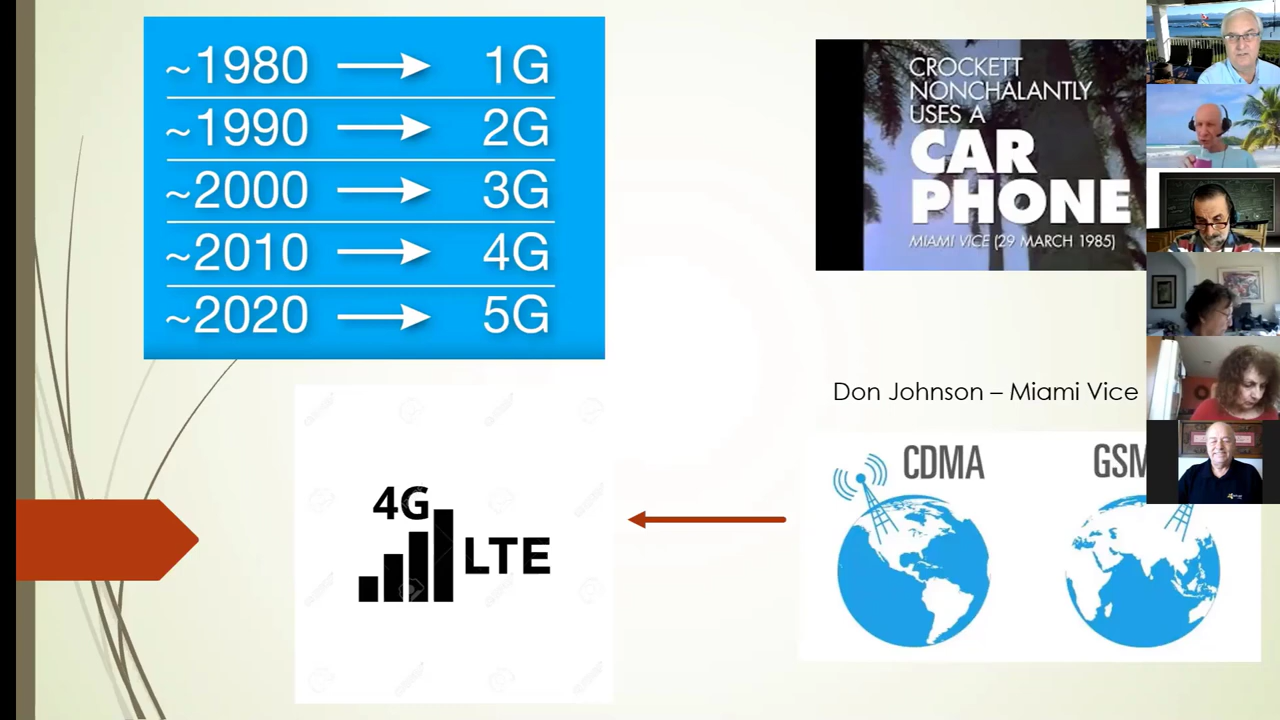 ~1980 → 1G
~1990 → 2G
~2000 → 3G
~2010 → 4G
~2020 → 5G
CROCKETT
NONCHALANTLY
USES A
CAR
PHONE
MIAMI VICE (29 MARCH 1985)
Don Johnson – Miami Vice
4G
LTE
CDMA
GSM